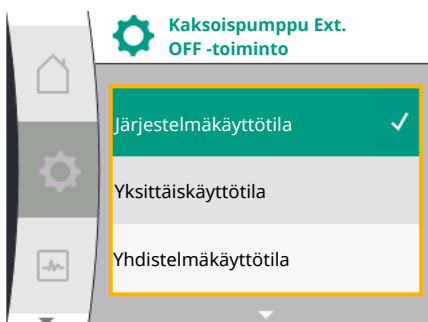 Kaksoispumppu Ext.
OFF -toiminto
Järjestelmäkäyttötila
Yksittäiskäyttötila
Yhdistelmäkäyttötila